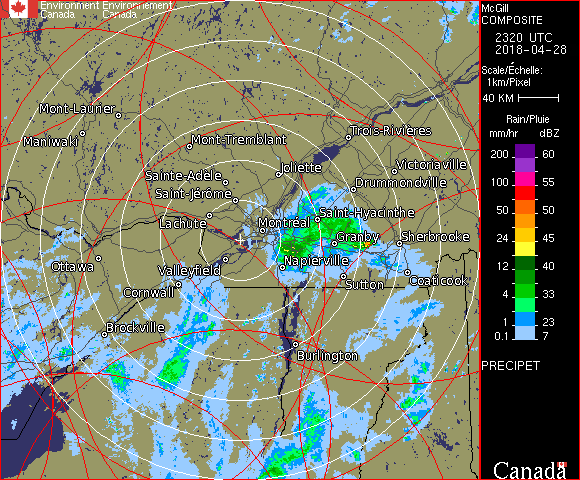 Environment Environnement
Canada Canada
McGill
COMPOSITE
2320 UTC
2018-04-28
Scale/Échelle:
1km/Pixel
40 KM
Rain/Pluie
mm/hr dBZ
200 60
100 55
50 50
24 45
12 40
4 33
1 23
0.1 7
PRECIPET
Canada
Mont-Laurier
Maniwaki
Mont-Tremblant
Trois-Rivières
Victoriaville
Joliette
Sainte-Adèle
Drummondville
Saint-Jérôme
Saint-Hyacinthe
Lachute
Montréal
Granby
Sherbrooke
Ottawa
Valleyfield
Napierville
Coaticook
Sutton
Cornwall
Brockville
Burlington